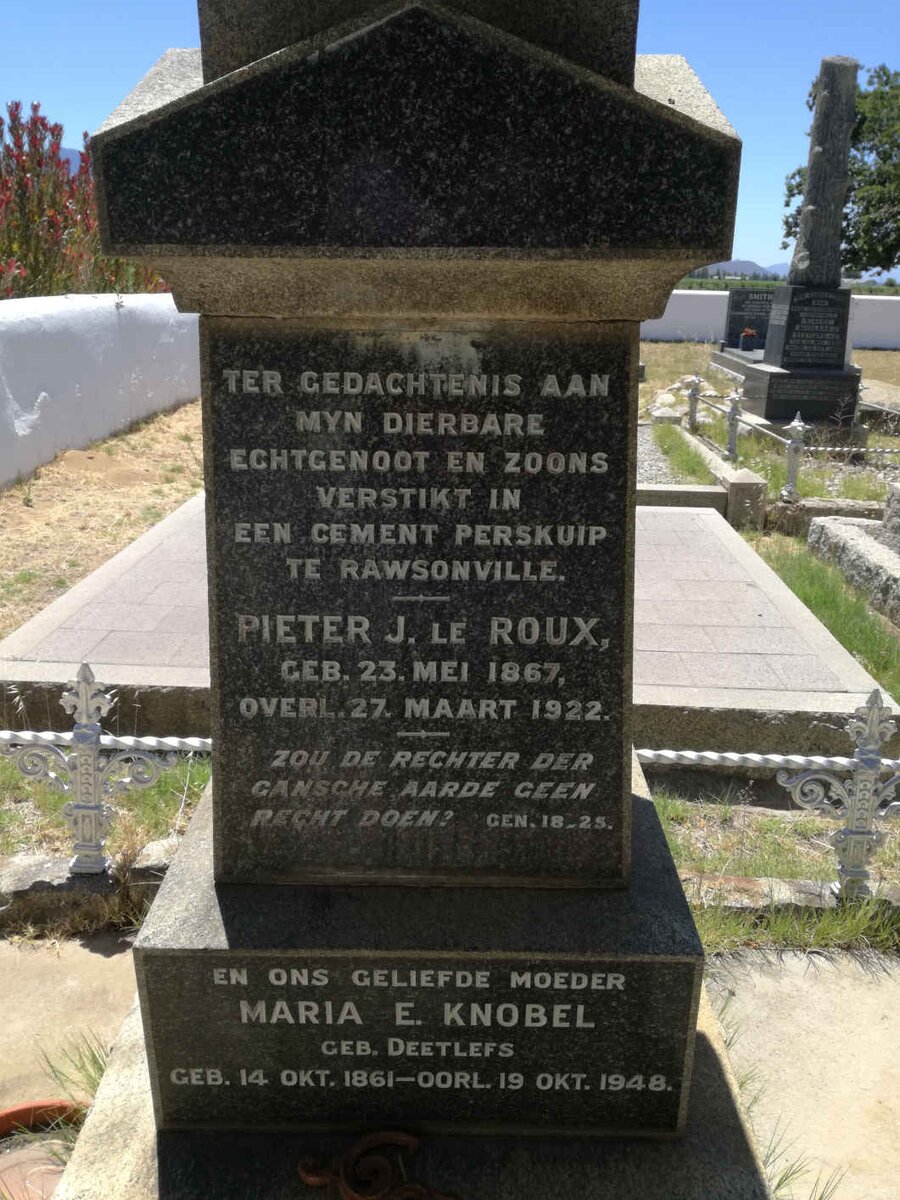 TER GEDACHTENIS AAN
MYN DIERBARE
ECHTGENOOT EN ZOONS
VERSTIKT IN
EEN CEMENT PERSKUIP
TE RAWSONVILLE.
PIETER J. LE ROUX,
GEB. 23. MEI 1867,
OVERL. 27. MAART 1922.
ZOU DE RECHTER DER
GANSCHE AARDE GEEN
RECHT DOEN? GEN. 18-25.
EN ONS GELIEFDE MOEDER
MARIA E. KNOBEL
GEB. DEETLEFS
GEB. 14 OKT. 1861—OORL. 19 OKT. 1948.
SMITH